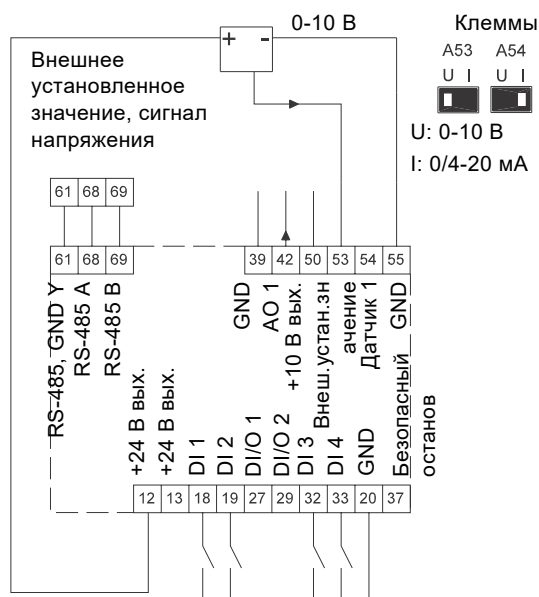 0-10 В
+ -
Клеммы
A53 A54
U I U I
U: 0-10 В
I: 0/4-20 мА
Внешнее
установленное
значение, сигнал
напряжения
61 68 69
61 68 69
39 42 50 53 54 55
RS-485, GND Y
RS-485 A
RS-485 B
GND
AO 1
+10 В вых.
Внеш.устан.зн
ачение
Датчик 1
GND
+24 В вых.
+24 В вых.
DI 1
DI 2
DI/O 1
DI/O 2
DI 3
DI 4
GND
Безопасный
останов
12 13 18 19 27 29 32 33 20 37